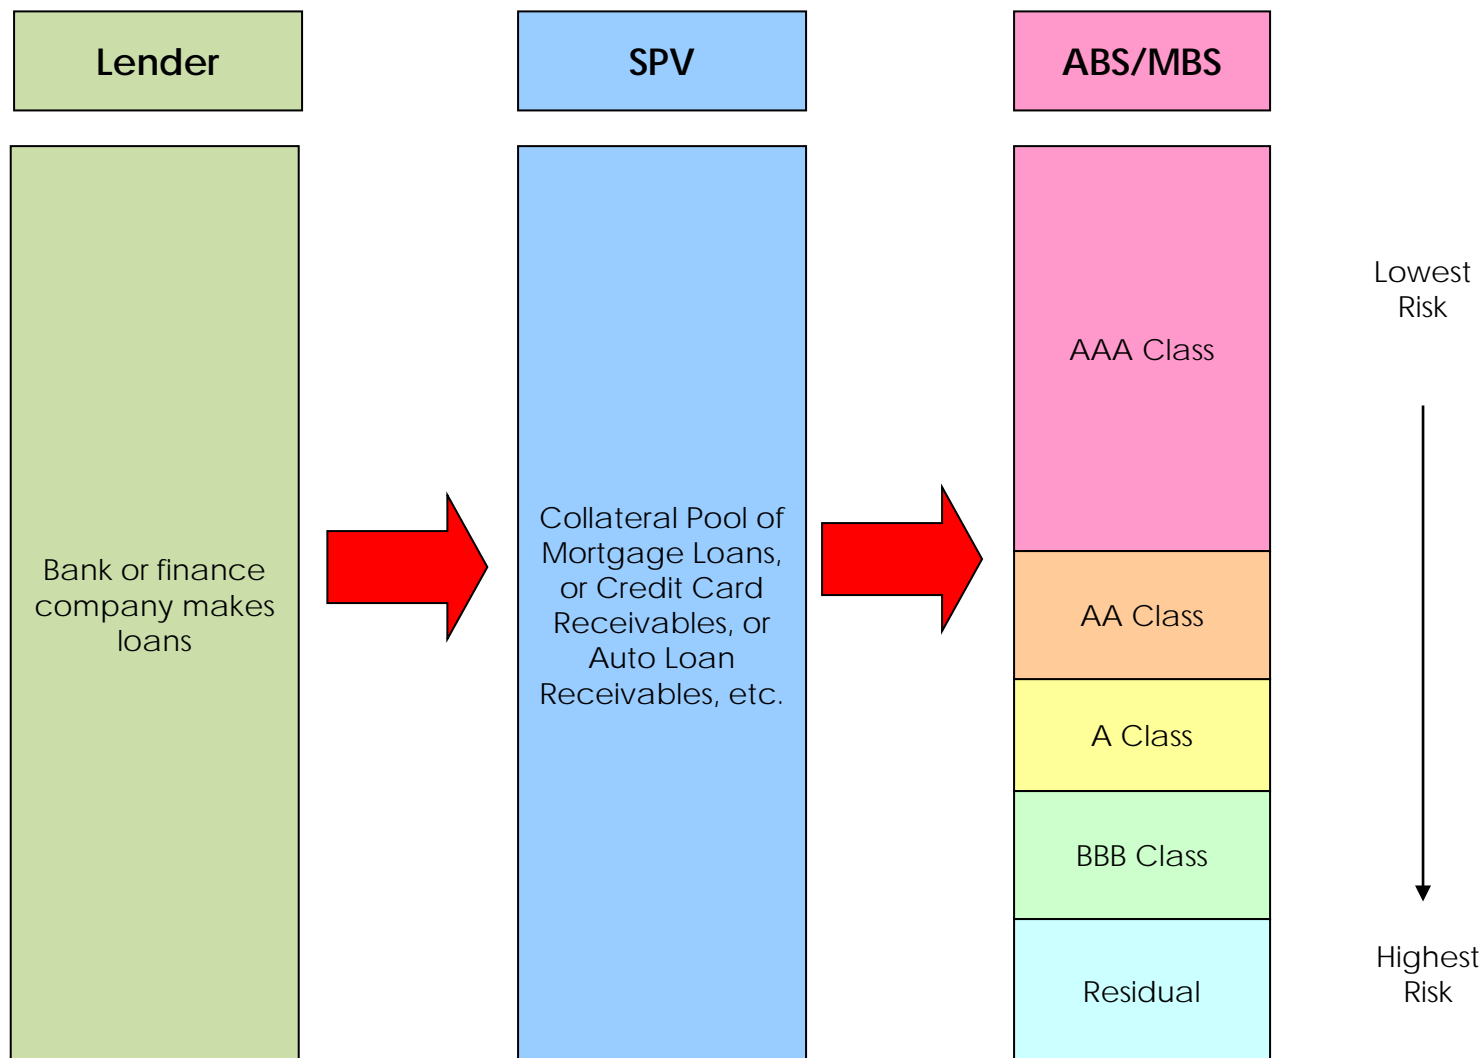 Lender
SPV
ABS/MBS
Bank or finance
company makes
loans
Collateral Pool of
Mortgage Loans,
or Credit Card
Receivables, or
Auto Loan
Receivables, etc.
AAA Class
AA Class
A Class
BBB Class
Residual
Lowest
Risk
Highest
Risk